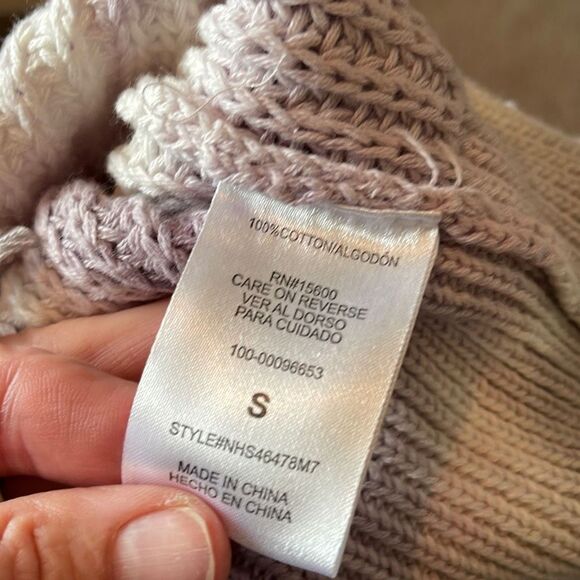 100%COTTON/ALGODÓN
RN#15600
CARE ON REVERSE
VER AL DORSO
PARA CUIDADO
100-00096653
S
STYLE#NHS46478M7
MADE IN CHINA
HECHO EN CHINA